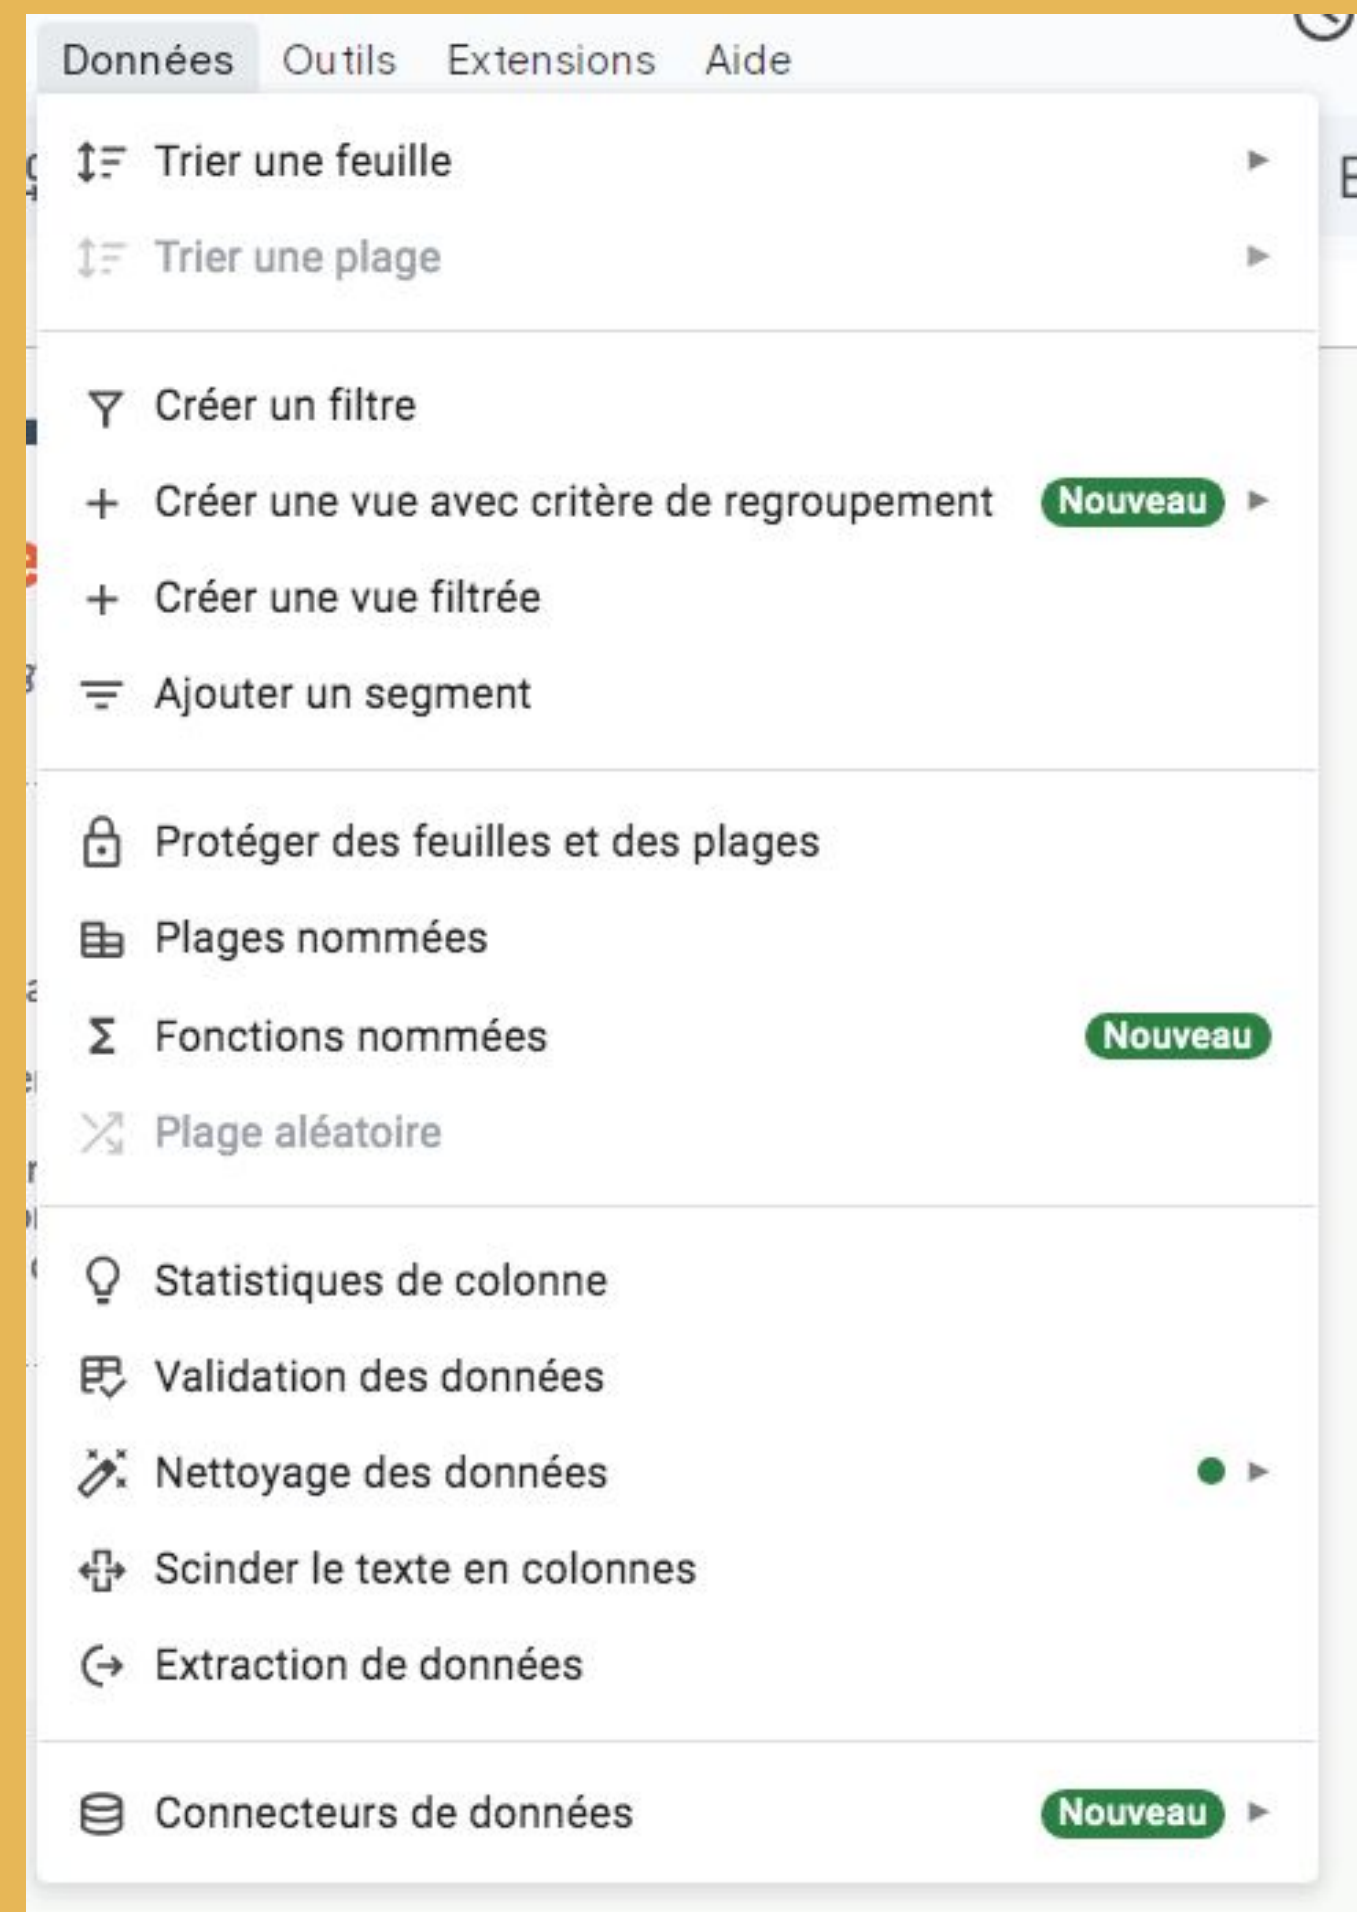 Données Outils Extensions Aide
Trier une feuille
Trier une plage
Créer un filtre
Créer une vue avec critère de regroupement Nouveau
Créer une vue filtrée
Ajouter un segment
Protéger des feuilles et des plages
Plages nommées
Fonctions nommées Nouveau
Plage aléatoire
Statistiques de colonne
Validation des données
Nettoyage des données
Scinder le texte en colonnes
Extraction de données
Connecteurs de données Nouveau